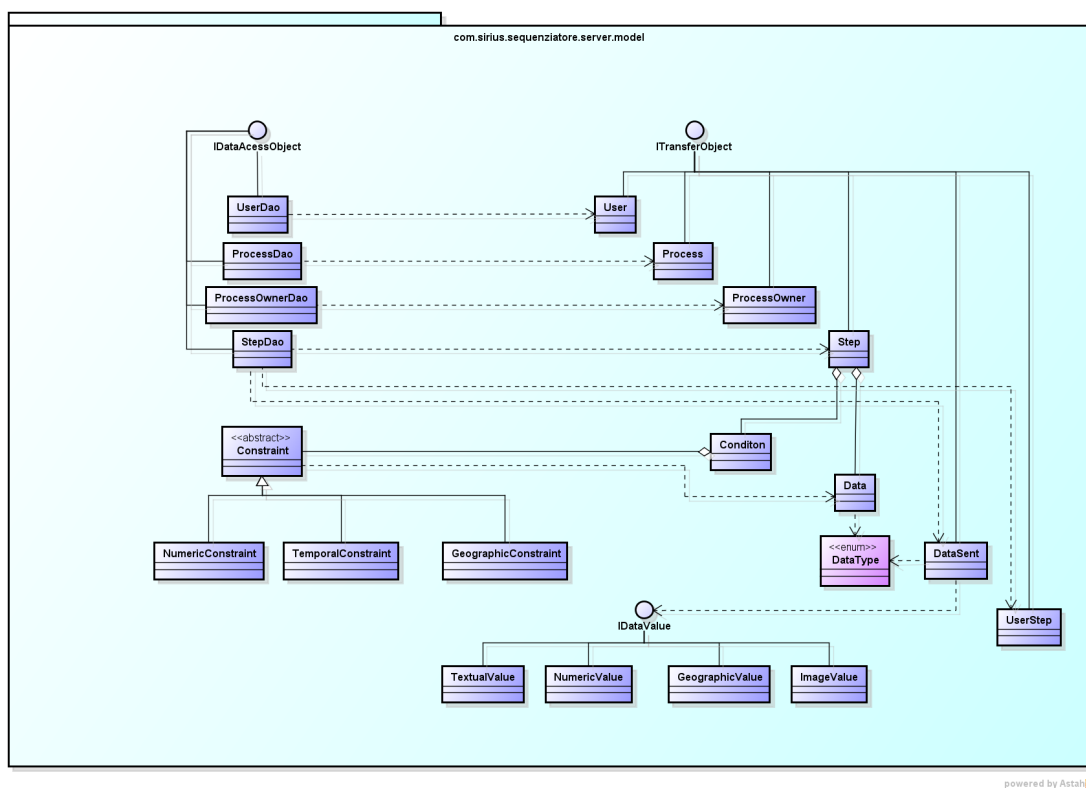 com.sirius.sequenziatore.server.model
IDataAcessObject
ITransferObject
UserDao
User
ProcessDao
Process
ProcessOwnerDao
ProcessOwner
StepDao
Step
<<abstract>>
Constraint
Conditon
Data
NumericConstraint
TemporalConstraint
GeographicConstraint
<<enum>>
DataType
DataSent
IDataValue
UserStep
TextualValue
NumericValue
GeographicValue
ImageValue
powered by Astah